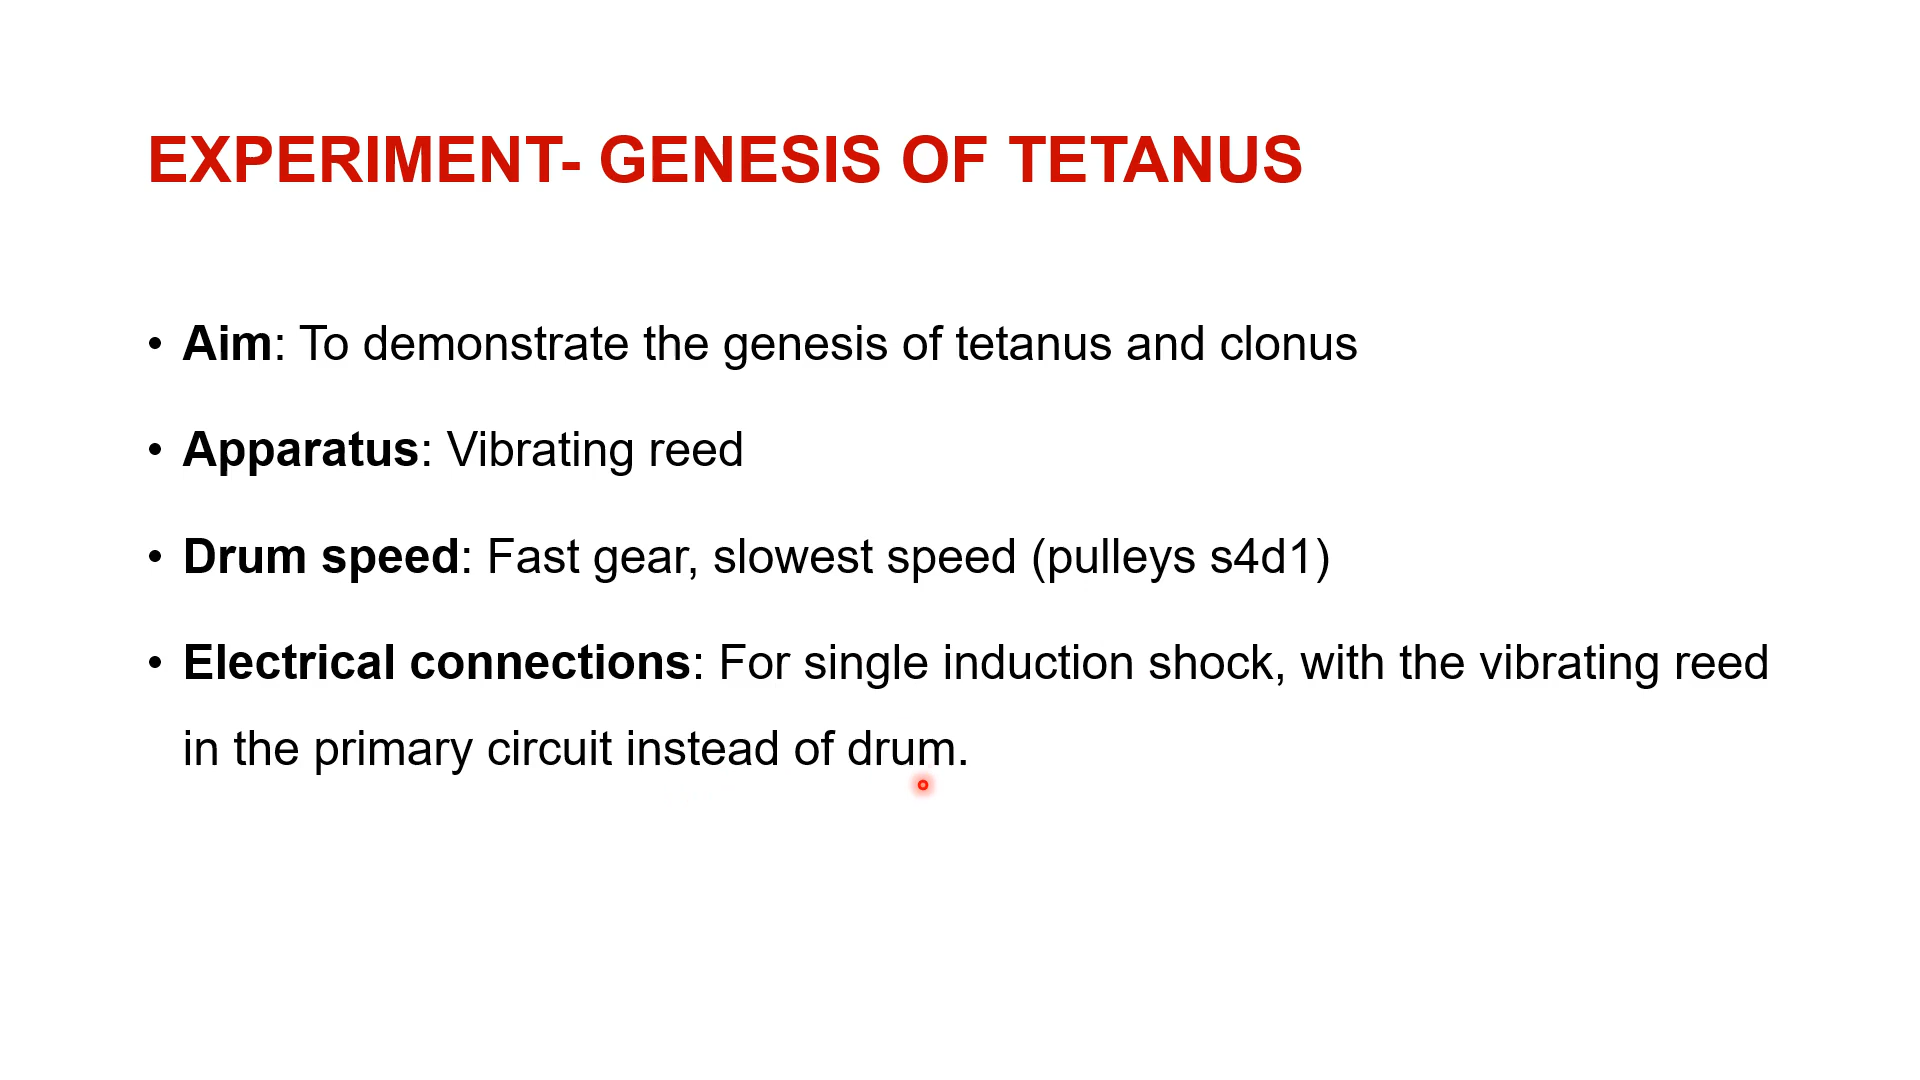 EXPERIMENT- GENESIS OF TETANUS
• Aim: To demonstrate the genesis of tetanus and clonus
• Apparatus: Vibrating reed
• Drum speed: Fast gear, slowest speed (pulleys s4d1)
• Electrical connections: For single induction shock, with the vibrating reed
in the primary circuit instead of drum.